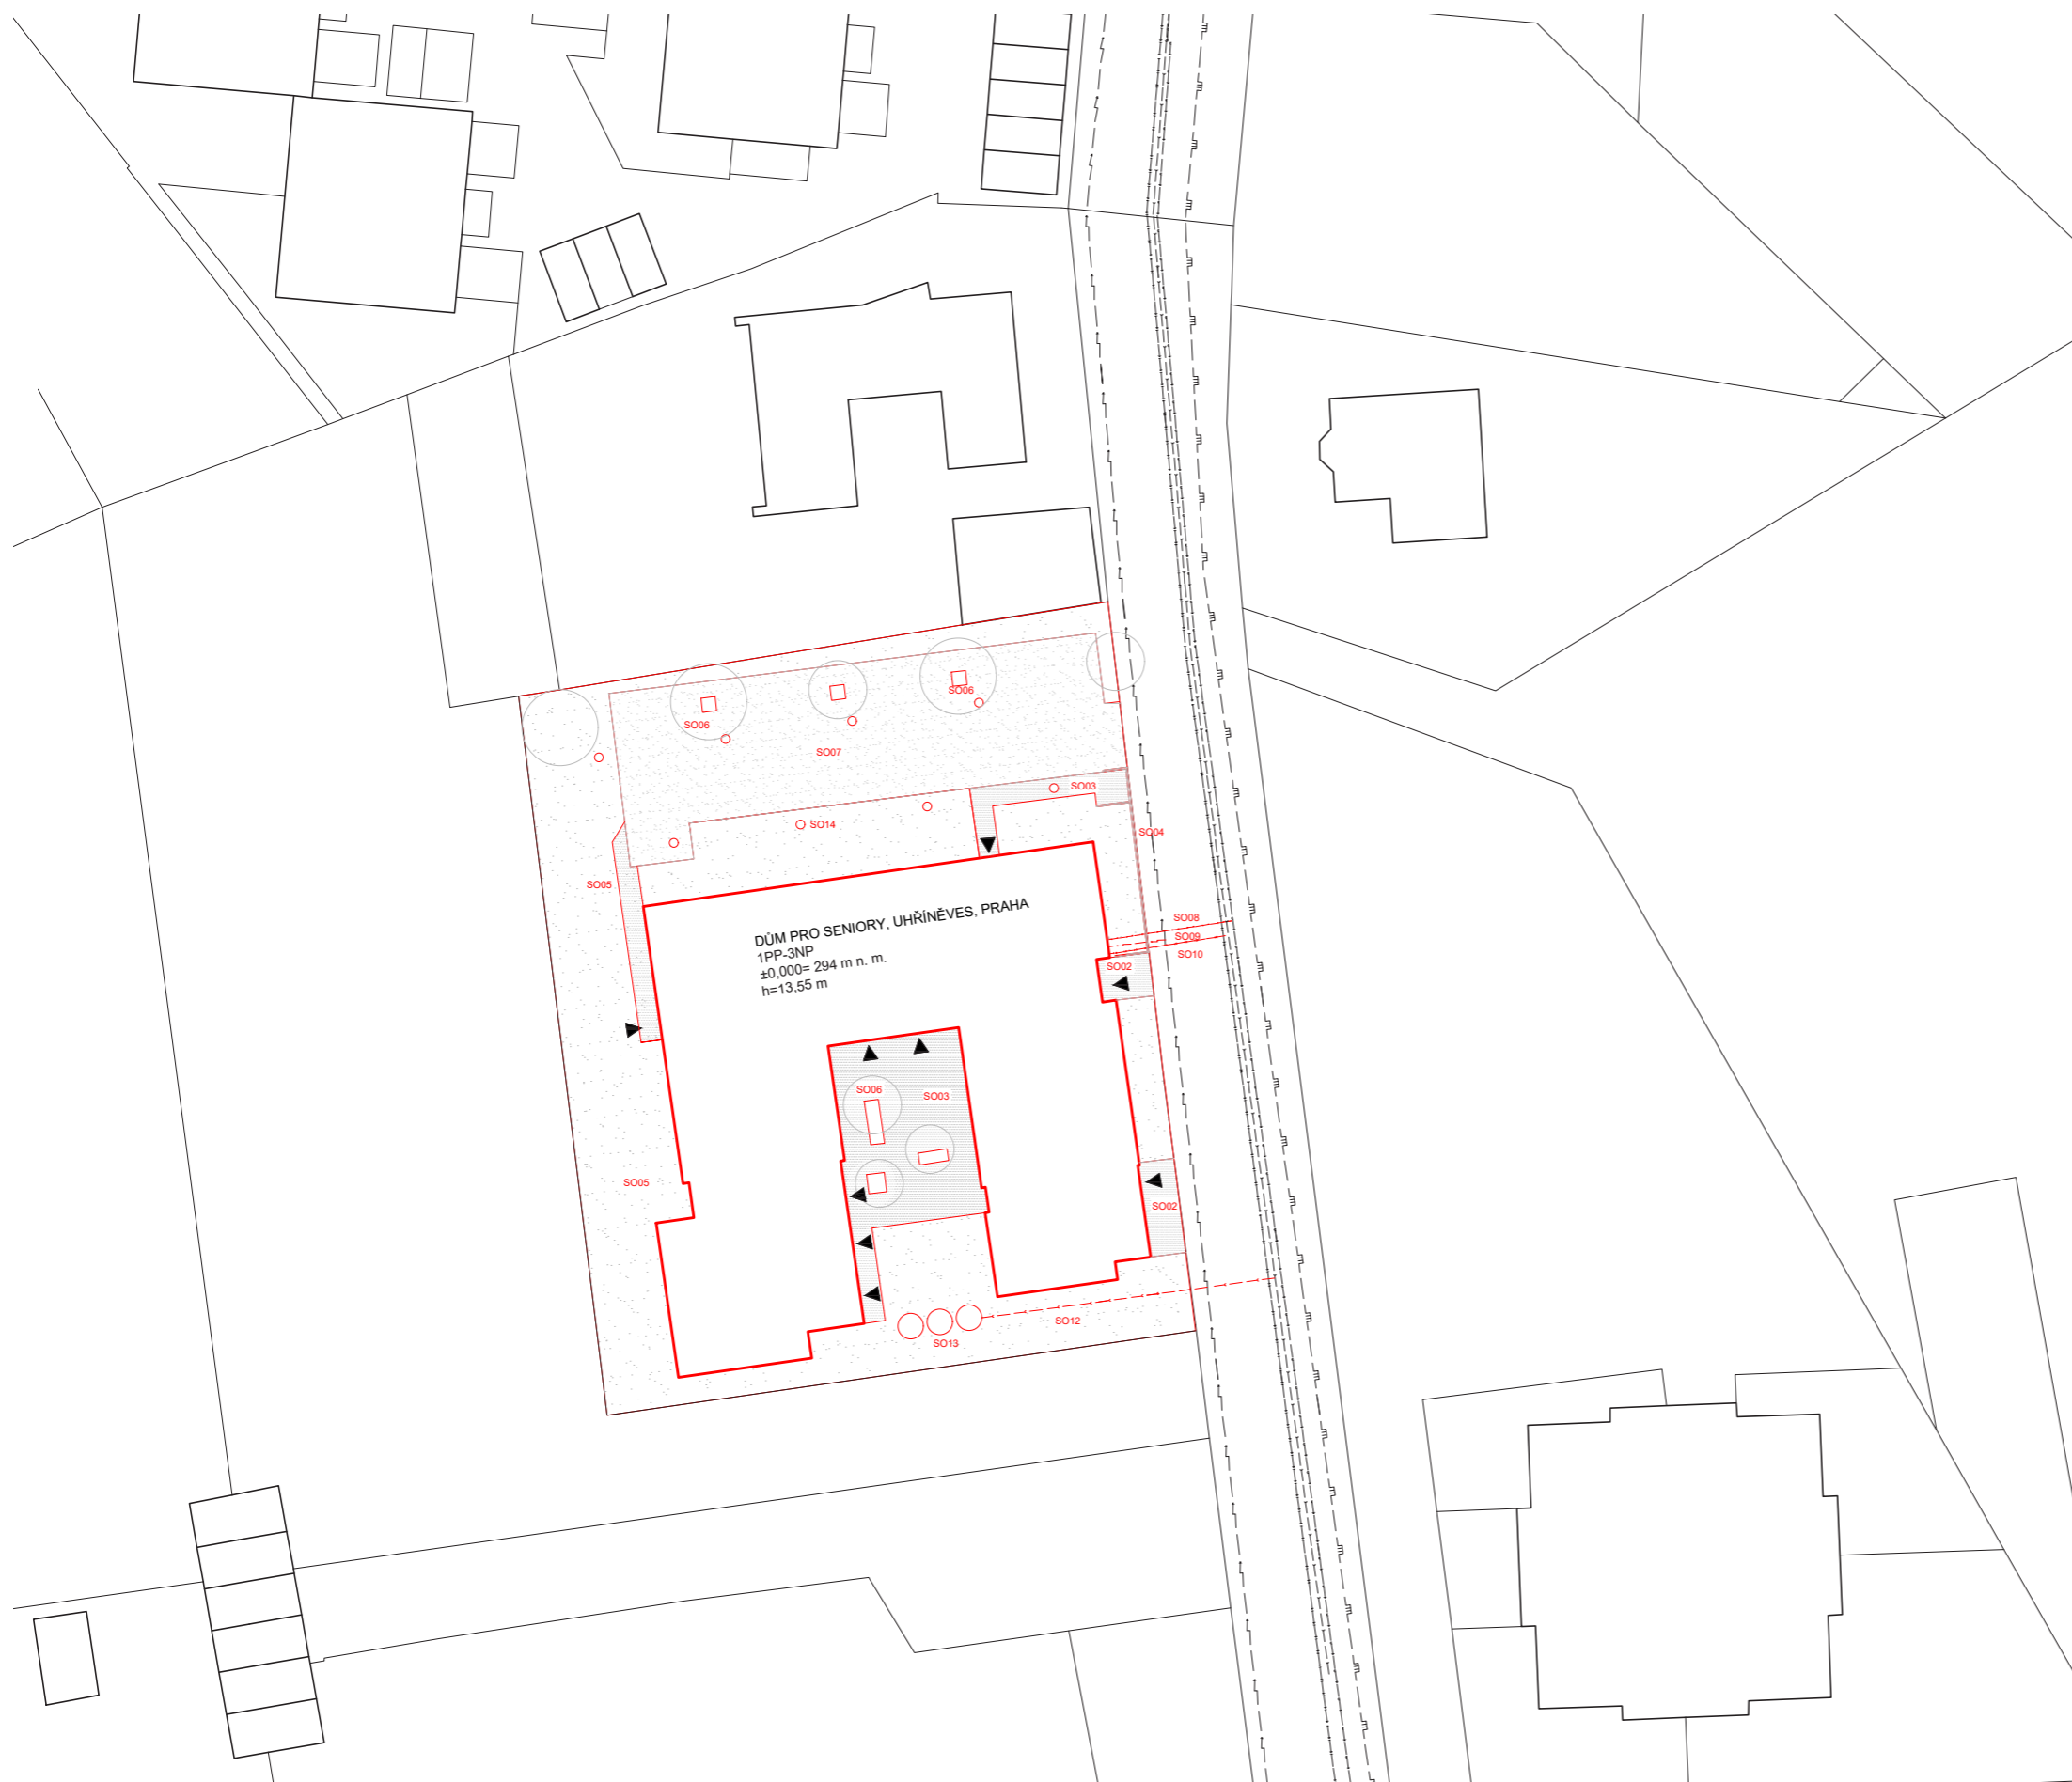 SO06
SO06
SO07
SO03
SO14
SO04
SO05
DŮM PRO SENIORY, UHŘÍNĚVES, PRAHA
1PP-3NP
±0,000= 294 m n. m.
h=13,55 m
SO08
SO09
SO10
SO02
SO06
SO03
SO05
SO02
SO12
SO13